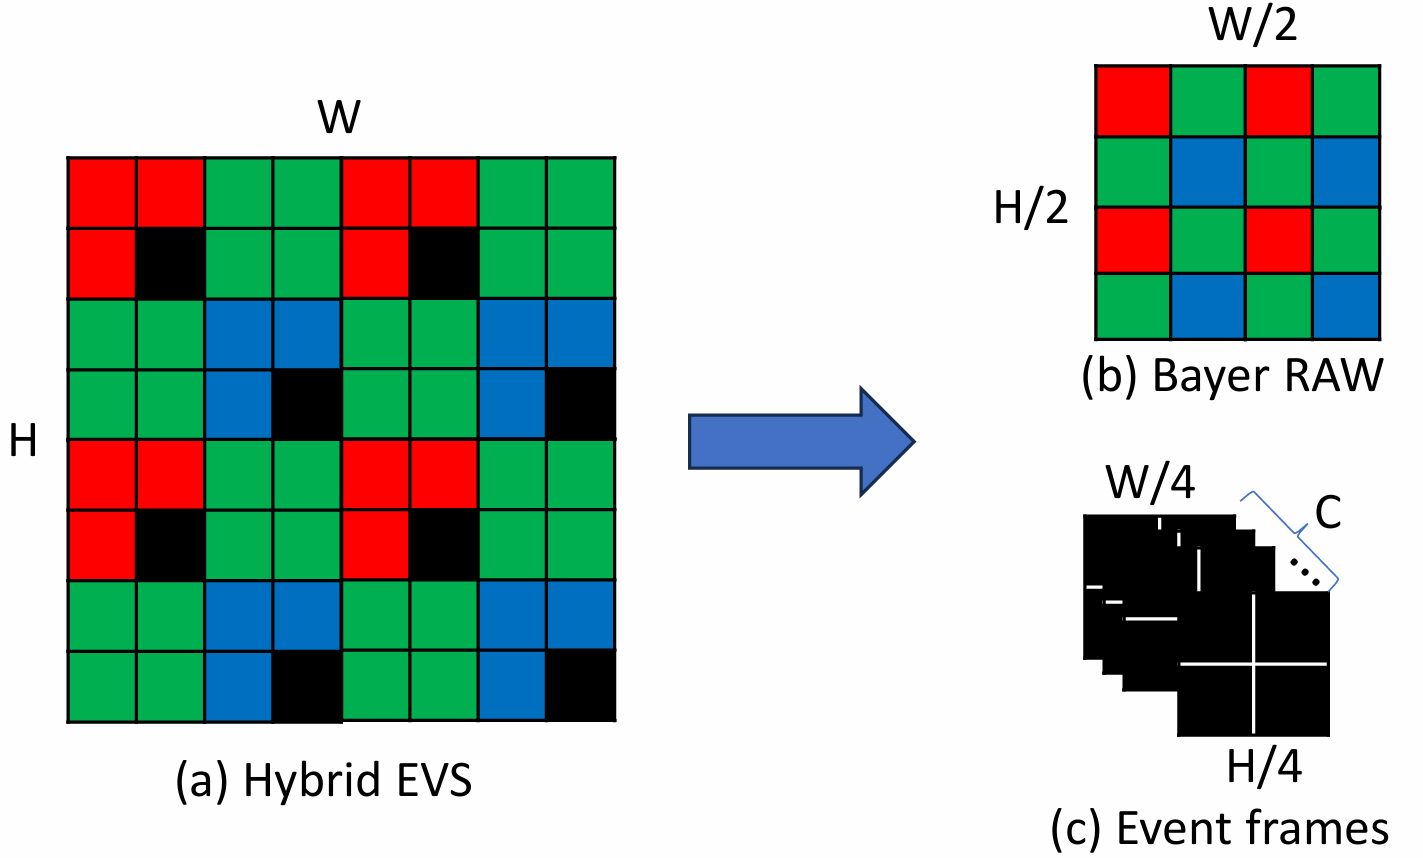 W
H
(a) Hybrid EVS
W/2
H/2
(b) Bayer RAW
W/4
C
H/4
(c) Event frames